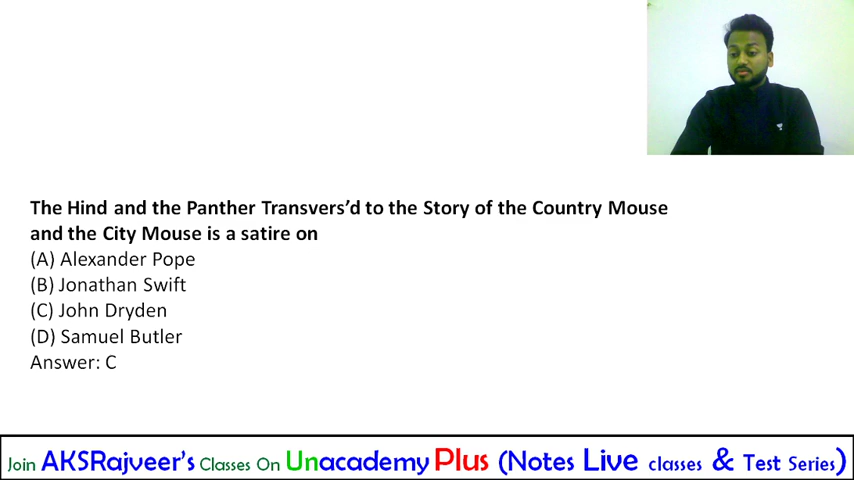 The Hind and the Panther Transvers’d to the Story of the Country Mouse
and the City Mouse is a satire on
(A) Alexander Pope
(B) Jonathan Swift
(C) John Dryden
(D) Samuel Butler
Answer: C
Join AKSRajveer’s Classes On Unacademy Plus (Notes Live classes & Test Series)